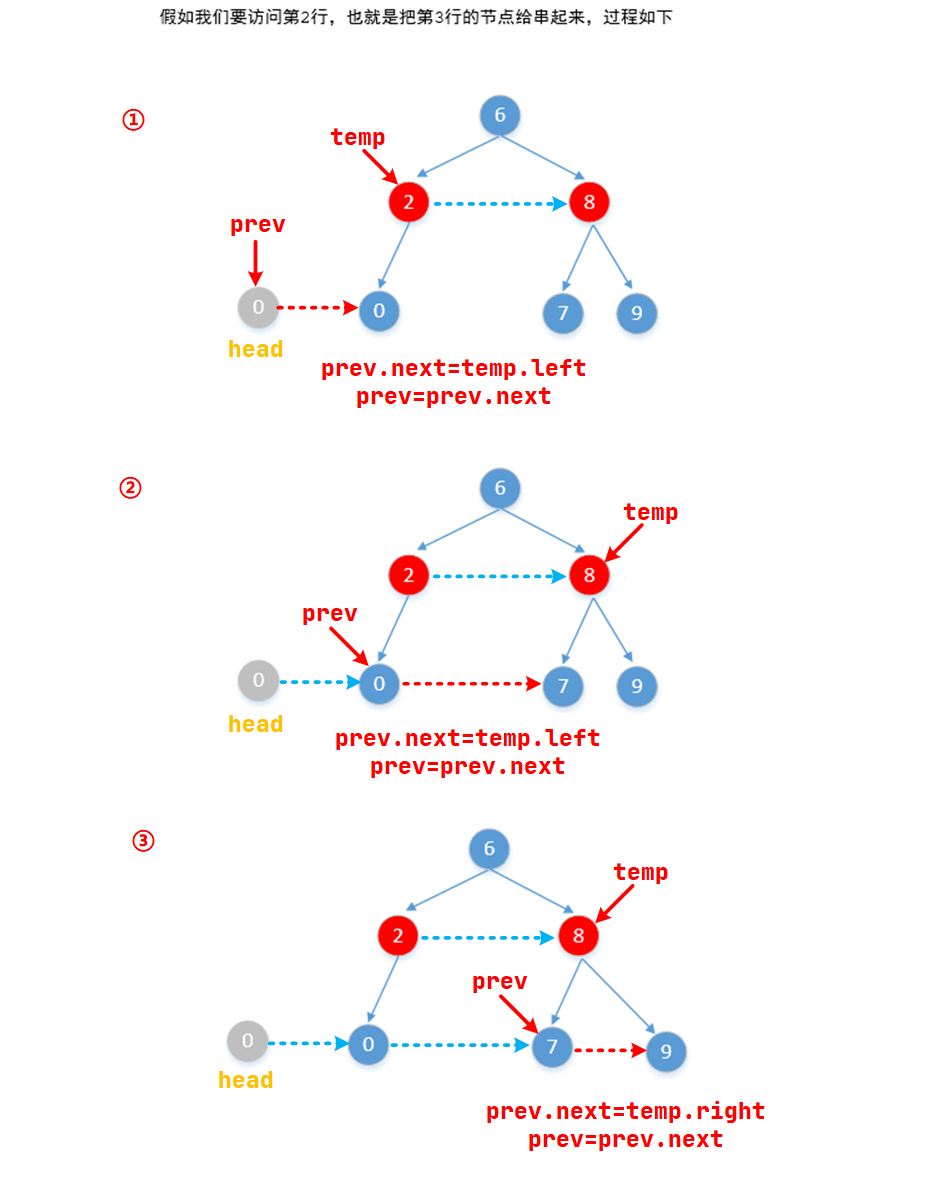 假如我们要访问第2行，也就是把第3行的节点给串起来，过程如下
①
6
temp
2
8
prev
0
0
7
9
head
prev.next=temp.left
prev=prev.next
②
6
temp
2
8
prev
0
0
7
9
head
prev.next=temp.left
prev=prev.next
③
6
temp
2
8
prev
0
0
7
9
head
prev.next=temp.right
prev=prev.next